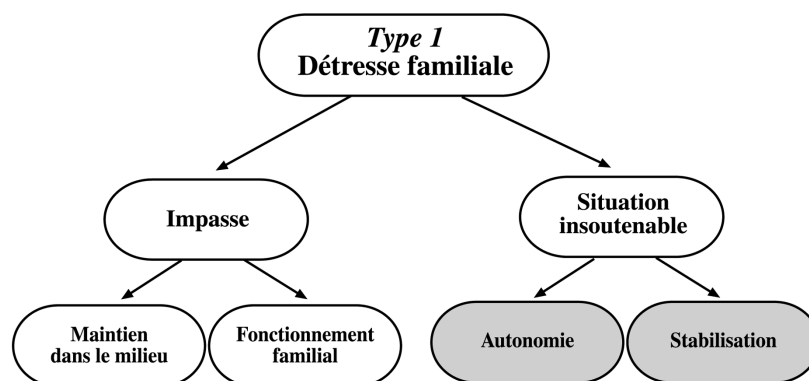 Type 1
Détresse familiale
Impasse
Situation
insoutenable
Maintien
dans le milieu
Fonctionnement
familial
Autonomie
Stabilisation